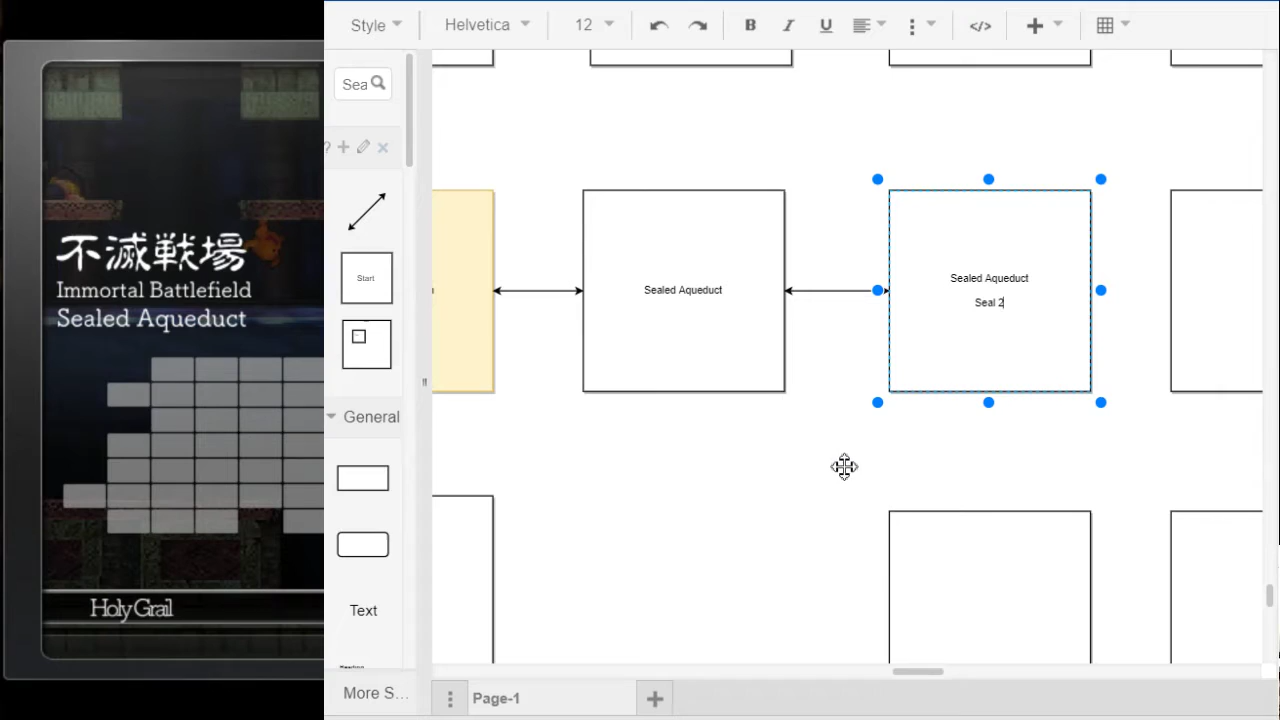 Style
Helvetica
12
B
I
U
</>
Sea
?
Start
General
Text
More S...
Page-1
Sealed Aqueduct
Sealed Aqueduct
Seal 2
不滅戦場
Immortal Battlefield
Sealed Aqueduct
Holy Grail